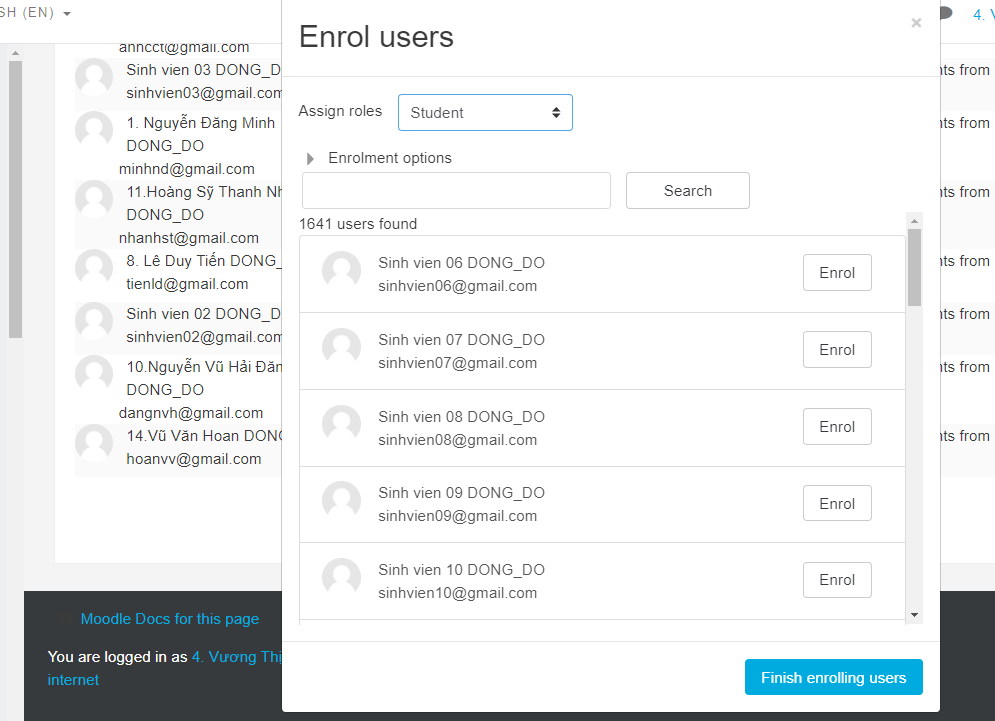 SH (EN)
4. V
anncct@gmail.com
Sinh vien 03 DONG_D
sinhvien03@gmail.com
1. Nguyễn Đăng Minh
DONG_DO
minhnd@gmail.com
11.Hoàng Sỹ Thanh Nh
DONG_DO
nhanhst@gmail.com
8. Lê Duy Tiến DONG_
tienld@gmail.com
Sinh vien 02 DONG_D
sinhvien02@gmail.com
10.Nguyễn Vũ Hải Đăn
DONG_DO
dangnvh@gmail.com
14.Vũ Văn Hoan DONG
hoanvv@gmail.com
Enrol users
×
Assign roles
Student
Enrolment options
Search
1641 users found
Sinh vien 06 DONG_DO
sinhvien06@gmail.com
Enrol
Sinh vien 07 DONG_DO
sinhvien07@gmail.com
Enrol
Sinh vien 08 DONG_DO
sinhvien08@gmail.com
Enrol
Sinh vien 09 DONG_DO
sinhvien09@gmail.com
Enrol
Sinh vien 10 DONG_DO
sinhvien10@gmail.com
Enrol
Finish enrolling users
nts from
nts from
nts from
nts from
nts from
nts from
nts from
Moodle Docs for this page
You are logged in as 4. Vương Thị
internet